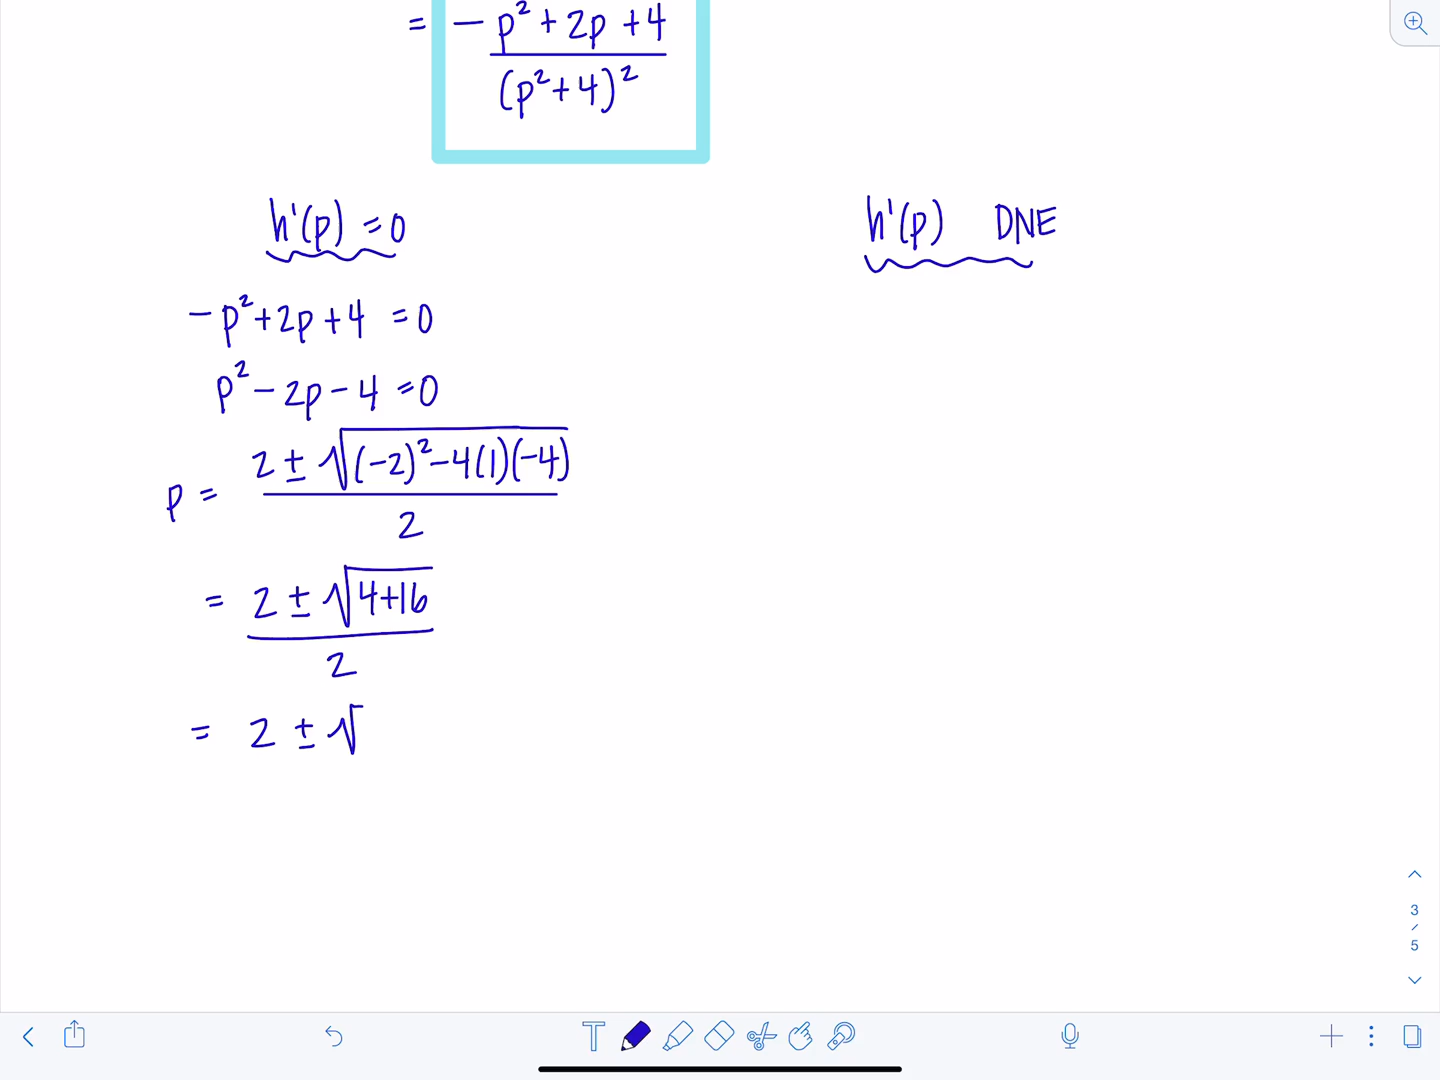 = -p² + 2p + 4
(p² + 4)²
h'(p) = 0
h'(p) DNE
-p² + 2p + 4 = 0
p² - 2p - 4 = 0
p = 2 ± √(-2)² - 4(1)(-4)
2
= 2 ± √4+16
2
= 2 ± √
3
/
5
T